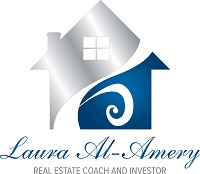 Laura Al-Amery
REAL ESTATE COACH AND INVESTOR